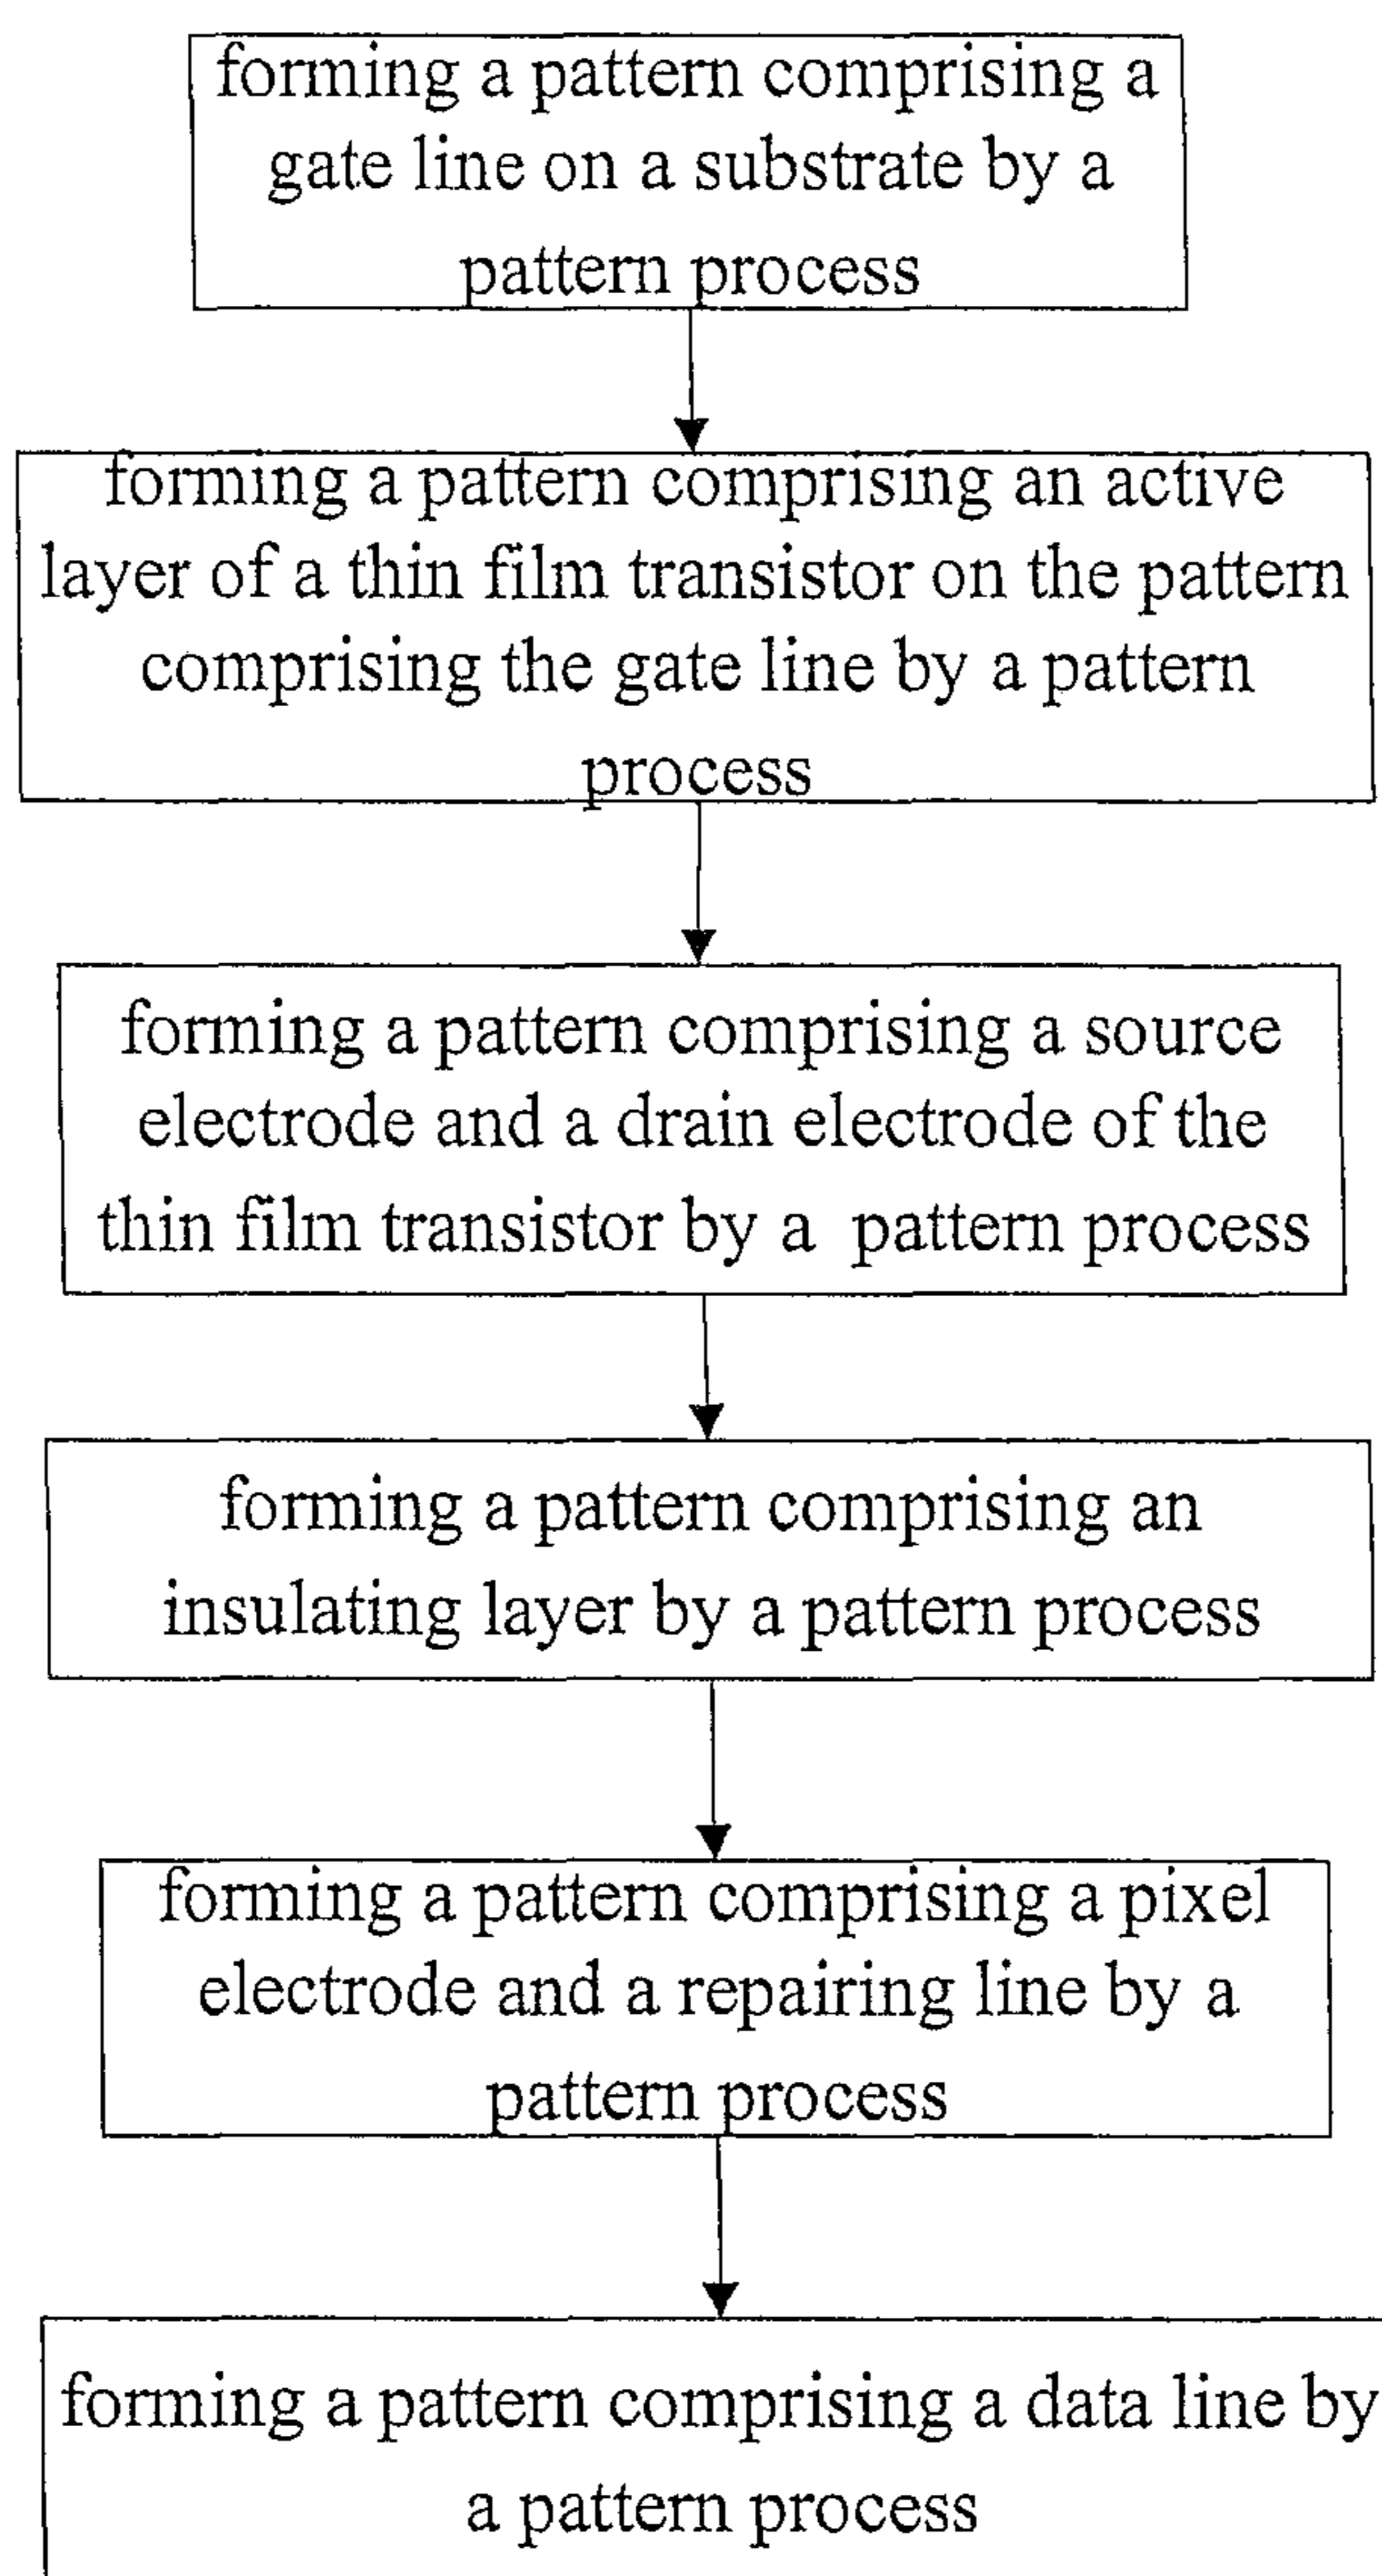 forming a pattern comprising a
gate line on a substrate by a
pattern process
forming a pattern comprising an active
layer of a thin film transistor on the pattern
comprising the gate line by a pattern
process
forming a pattern comprising a source
electrode and a drain electrode of the
thin film transistor by a pattern process
forming a pattern comprising an
insulating layer by a pattern process
forming a pattern comprising a pixel
electrode and a repairing line by a
pattern process
forming a pattern comprising a data line by
a pattern process